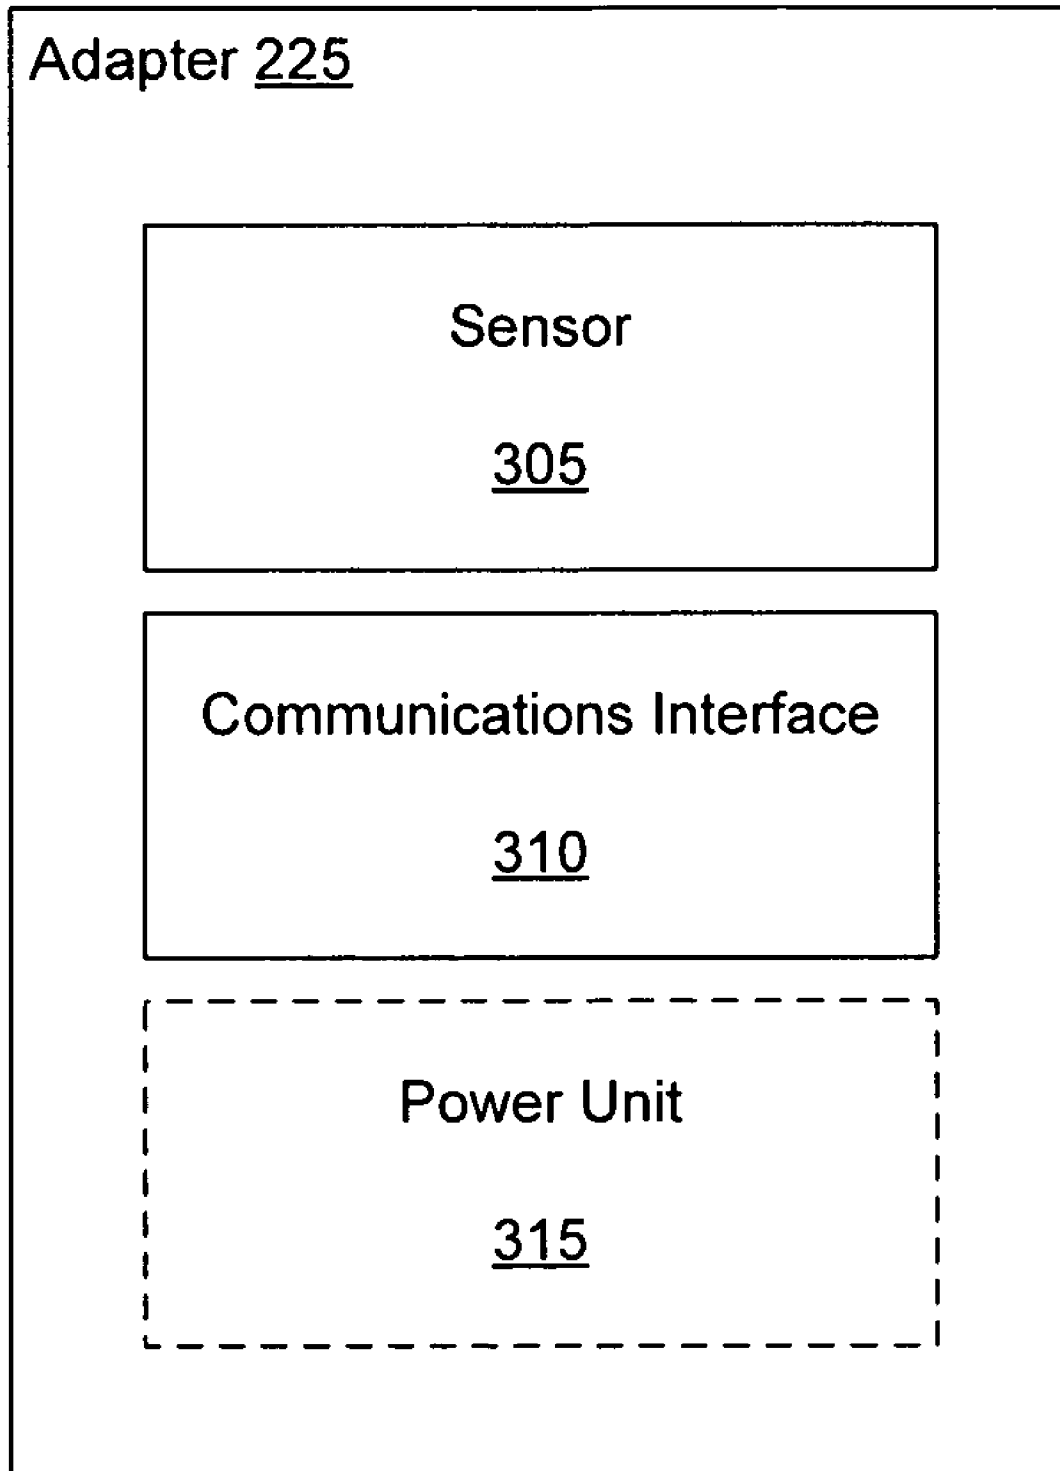 Adapter 225
Sensor
305
Communications Interface
310
Power Unit
315